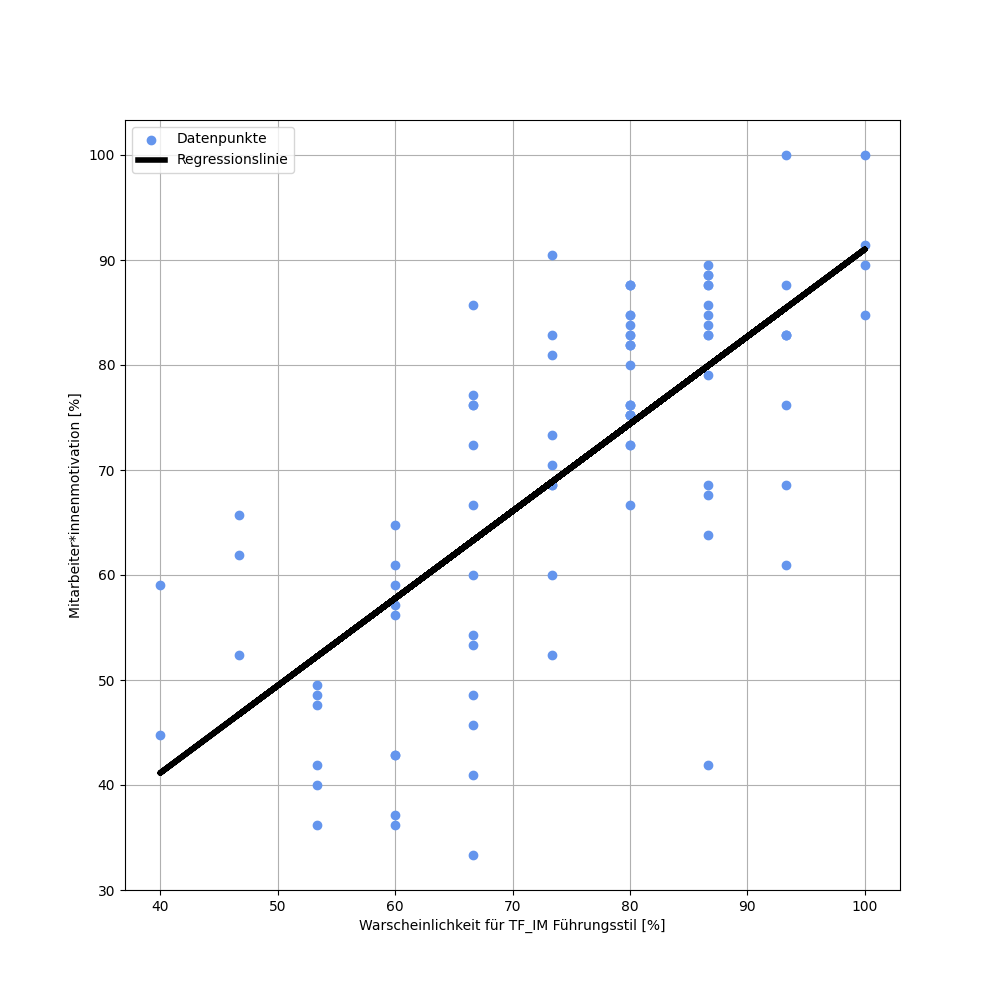 Datenpunkte
Regressionslinie
100
90
80
70
60
50
40
30
Mitarbeiter*innenmotivation [%]
40 50 60 70 80 90 100
Warscheinlichkeit für TF_IM Führungsstil [%]